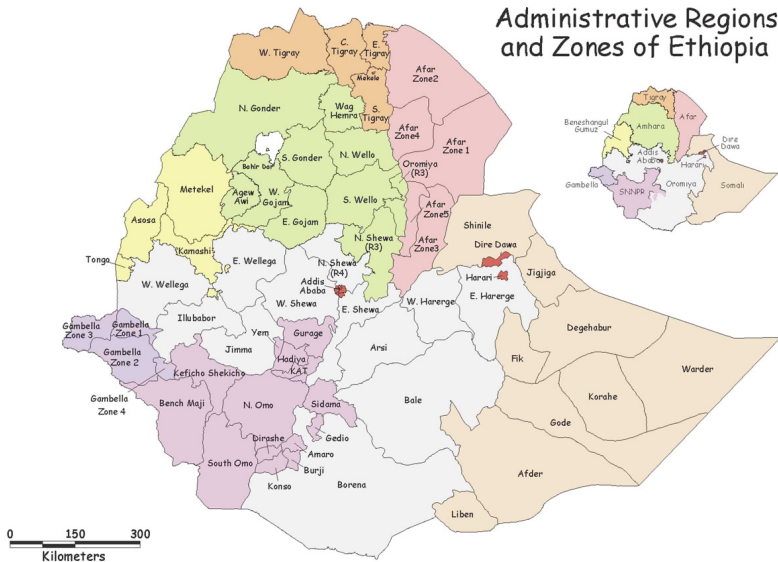 Administrative Regions
and Zones of Ethiopia
W. Tigray
C.
Tigray
E.
Tigray
Mekele
S.
Tigray
Afar
Zone2
N. Gonder
Wag
Hemra
Afar
Zone4
Afar
Zone 1
Bahir Dar
S. Gonder
N. Wello
Oromiya
(R3)
Metekel
Agew
Awi
W.
Gojam
S. Wello
Afar
Zone5
Asosa
E. Gojam
N. Shewa
(R3)
Afar
Zone3
Shinile
Dire Dawa
Kamashi
Tongo
E. Wellega
N. Shewa
(R4)
Addis
Ababa
Harari
Jigjiga
W. Wellega
W. Shewa
E. Shewa
W. Harerge
E. Harerge
Illubabor
Gambella
Zone 3
Gambella
Zone 1
Yem
Gurage
Degehabur
Gambella
Zone 2
Jimma
Hadiya
KAT
Arsi
Fik
Warder
Keficho Shekicho
Gambella
Zone 4
Bench Maji
N. Omo
Sidama
Bale
Korahe
Gode
Dirashe
Gedio
Amaro
South Omo
Burji
Konso
Borena
Afder
Liben
Tigray
Beneshangul
Gumuz
Amhara
Afar
Dire
Dawa
Addis
Ababa
Harari
Gambella
SNNPR
Oromiya
Somali
0 150 300
Kilometers